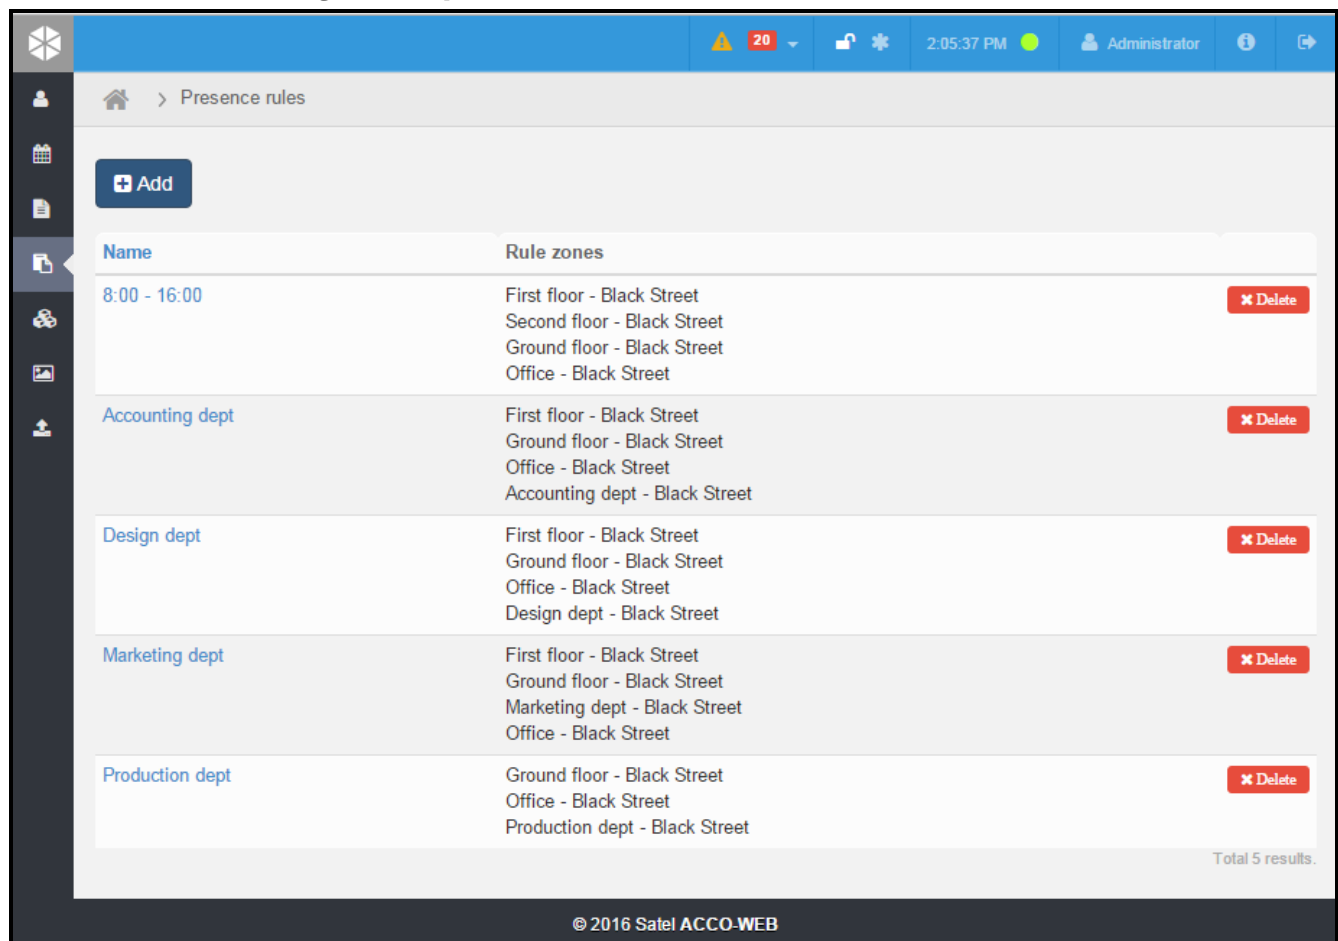 20
2:05:37 PM
Administrator
Presence rules
Add
Name Rule zones
8:00 - 16:00 First floor - Black Street Delete
Second floor - Black Street
Ground floor - Black Street
Office - Black Street
Accounting dept First floor - Black Street Delete
Ground floor - Black Street
Office - Black Street
Accounting dept - Black Street
Design dept First floor - Black Street Delete
Ground floor - Black Street
Office - Black Street
Design dept - Black Street
Marketing dept First floor - Black Street Delete
Ground floor - Black Street
Marketing dept - Black Street
Office - Black Street
Production dept Ground floor - Black Street Delete
Office - Black Street
Production dept - Black Street
Total 5 results.
© 2016 Satel ACCO-WEB